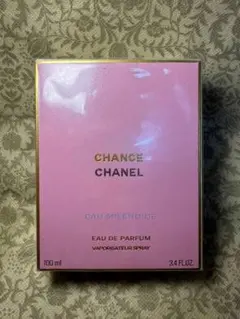 CHANCE
CHANEL
EAU DE PARFUM
VAPORISATEUR SPRAY
100 ml 3.4 FL.OZ.